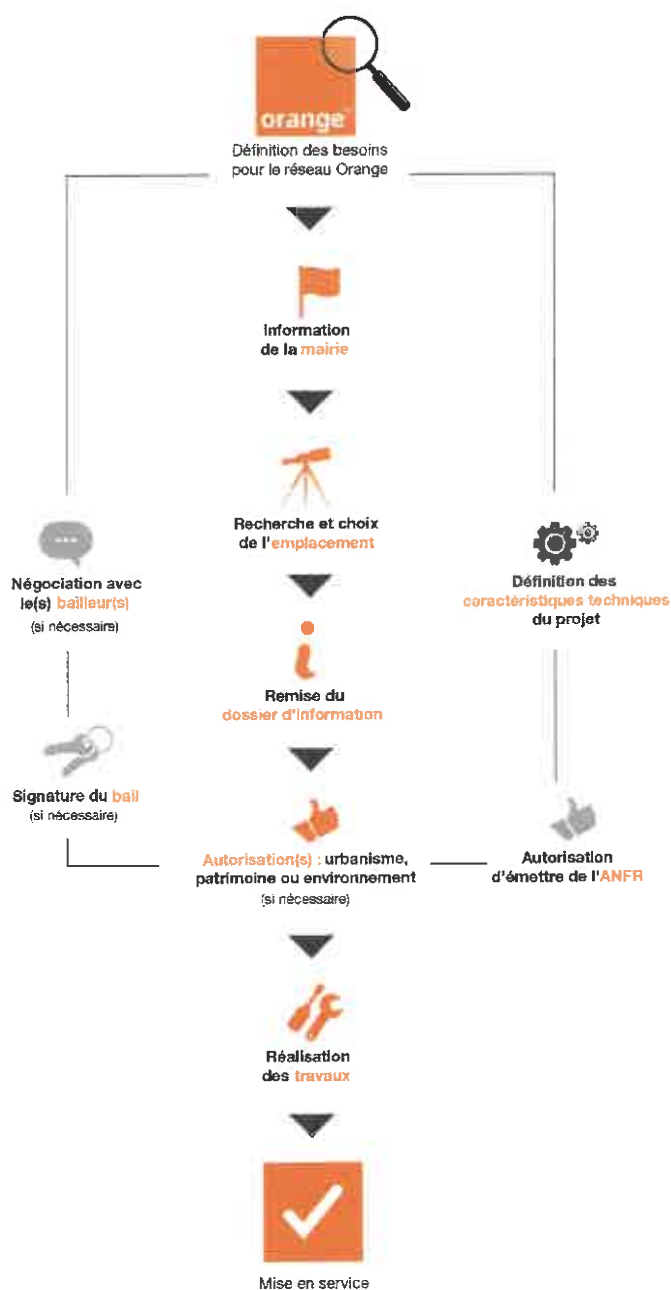 orange
Définition des besoins
pour le réseau Orange
Information
de la mairie
Recherche et choix
de l'emplacement
Négociation avec
le(s) bailleur(s)
(si nécessaire)
Définition des
caractéristiques techniques
du projet
Remise du
dossier d'information
Signature du bail
(si nécessaire)
Autorisation(s) : urbanisme,
patrimoine ou environnement
(si nécessaire)
Autorisation
d'émettre de l'ANFR
Réalisation
des travaux
Mise en service